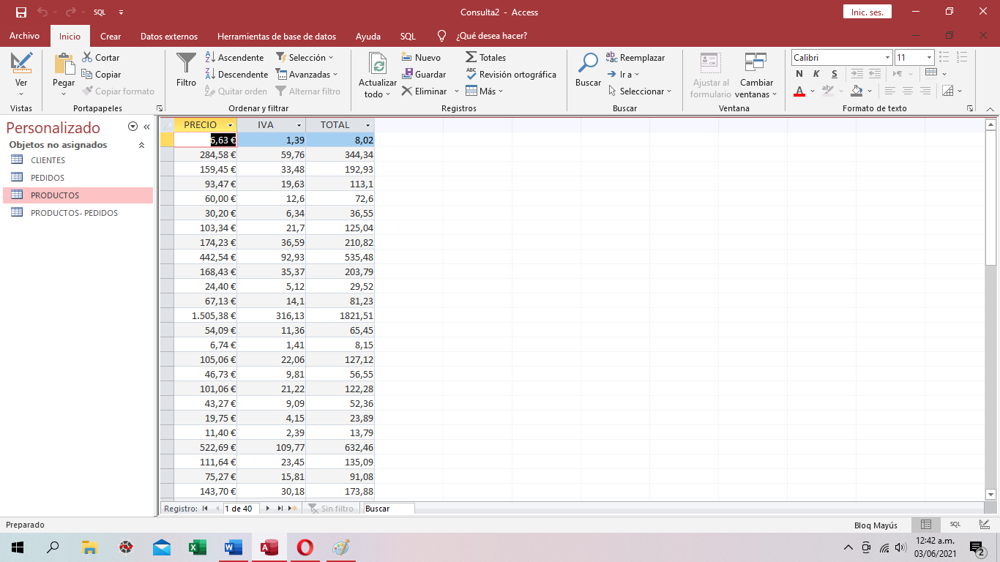 SQL
Consulta2 - Access
Inic. ses.
Archivo Inicio Crear Datos externos Herramientas de base de datos Ayuda SQL ¿Qué desea hacer?
Ver
Vistas
Pegar
Cortar
Copiar
Copiar formato
Portapapeles
Filtro
Ascendente
Descendente
Quitar orden
Selección
Avanzadas
Alternar filtro
Ordenar y filtrar
Actualizar
todo
Nuevo
Guardar
Eliminar
Totales
Revisión ortográfica
Más
Registros
Buscar
Reemplazar
Ir a
Seleccionar
Buscar
Ajustar al
formulario
Cambiar
ventanas
Ventana
Calibri 11
N K S
Formato de texto
Personalizado
Objetos no asignados
CLIENTES
PEDIDOS
PRODUCTOS
PRODUCTOS- PEDIDOS
PRECIO IVA TOTAL
6,63 € 1,39 8,02
284,58 € 59,76 344,34
159,45 € 33,48 192,93
93,47 € 19,63 113,1
60,00 € 12,6 72,6
30,20 € 6,34 36,55
103,34 € 21,7 125,04
174,23 € 36,59 210,82
442,54 € 92,93 535,48
168,43 € 35,37 203,79
24,40 € 5,12 29,52
67,13 € 14,1 81,23
1.505,38 € 316,13 1821,51
54,09 € 11,36 65,45
6,74 € 1,41 8,15
105,06 € 22,06 127,12
46,73 € 9,81 56,55
101,06 € 21,22 122,28
43,27 € 9,09 52,36
19,75 € 4,15 23,89
11,40 € 2,39 13,79
522,69 € 109,77 632,46
111,64 € 23,45 135,09
75,27 € 15,81 91,08
143,70 € 30,18 173,88
Registro: 1 de 40 Sin filtro Buscar
Preparado
Bloq Mayús SQL
12:42 a.m.
03/06/2021
2